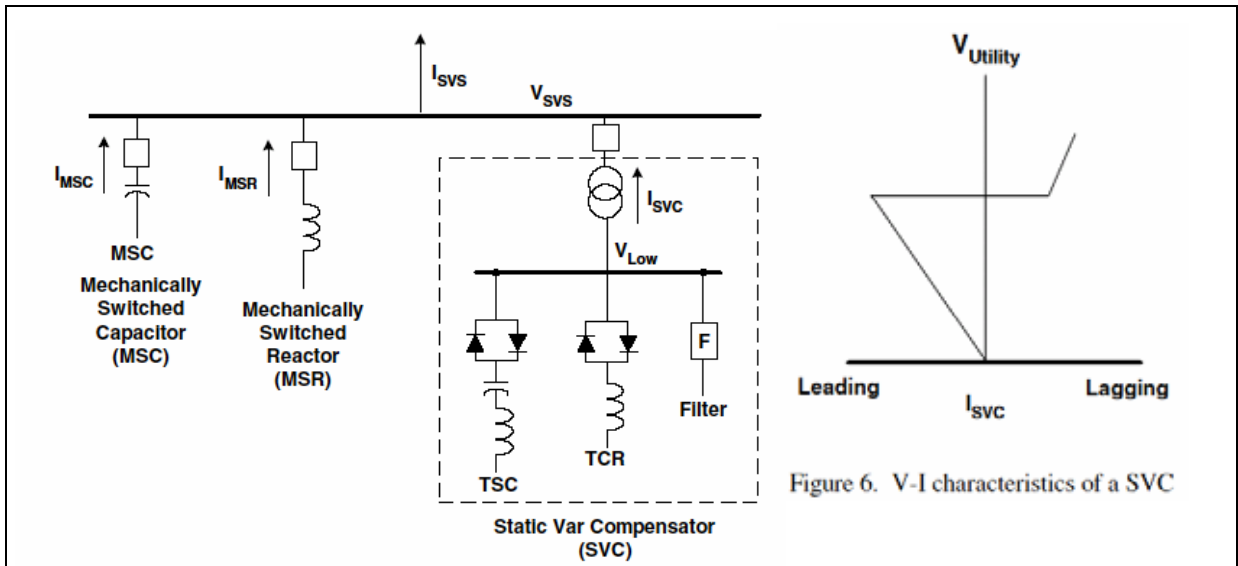 I_SVS
V_SVS
I_MSC
I_MSR
I_SVC
MSC
Mechanically
Switched
Capacitor
(MSC)
Mechanically
Switched
Reactor
(MSR)
V_Low
F
Filter
TCR
TSC
Static Var Compensator
(SVC)
V_Utility
Leading
I_SVC
Lagging
Figure 6. V-I characteristics of a SVC